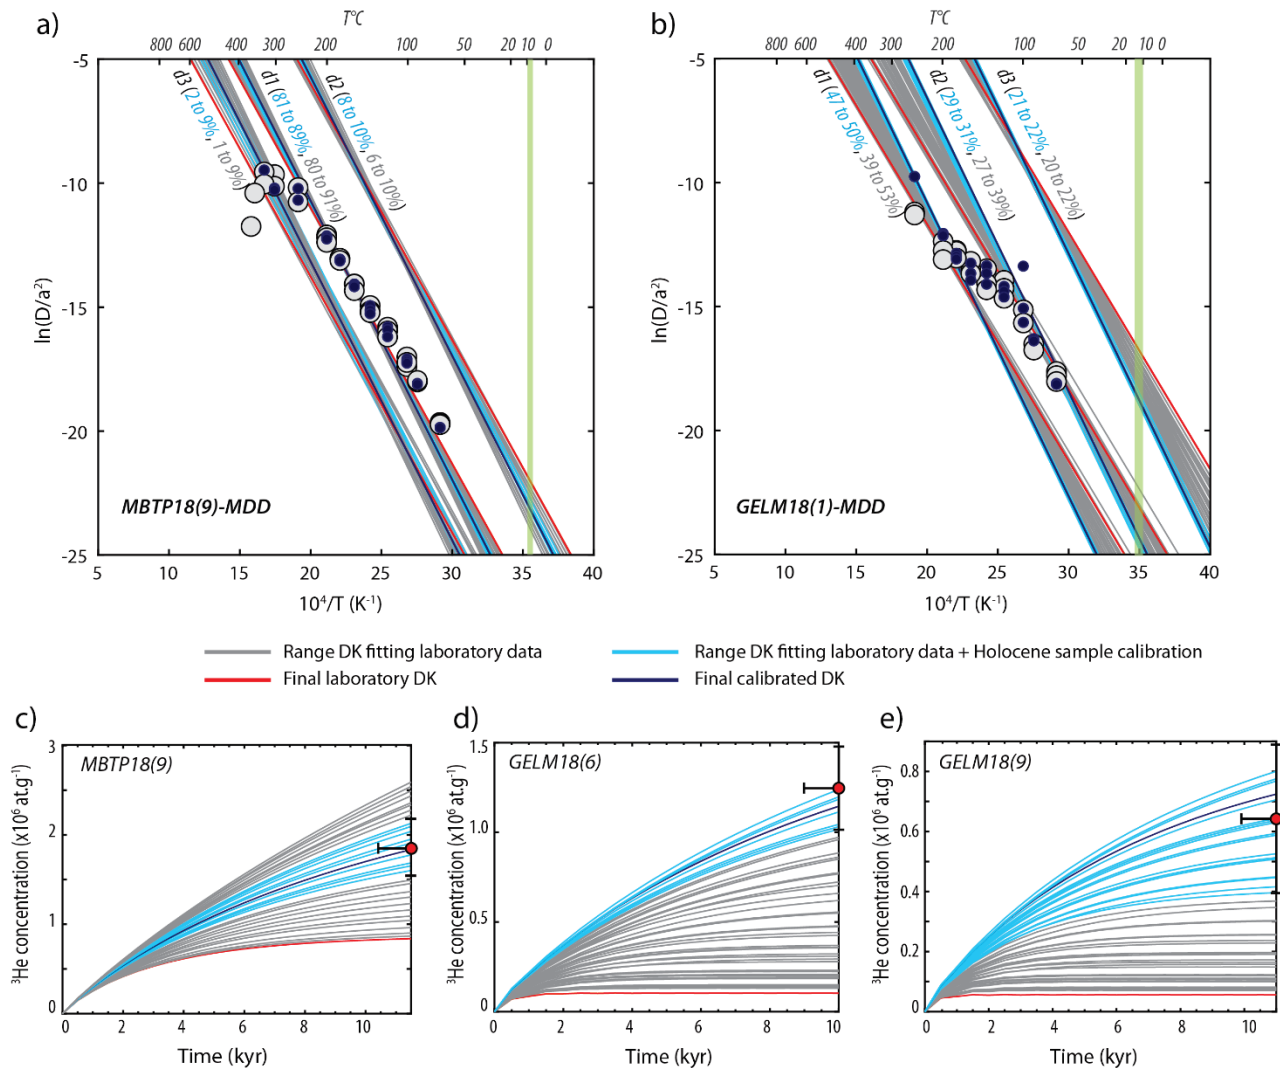 a)
T°C
800 600 400 300 200 100 50 20 10 0
-5
-10
-15
-20
-25
ln(D/a²)
d3 (2 to 9%, 1 to 9%)
d1 (81 to 89%, 80 to 91%)
d2 (8 to 10%, 6 to 10%)
MBTP18(9)-MDD
5 10 15 20 25 30 35 40
10⁴/T (K⁻¹)
b)
T°C
800 600 400 300 200 100 50 20 10 0
-5
-10
-15
-20
-25
ln(D/a²)
d1 (47 to 50%, 39 to 53%)
d2 (29 to 31%, 27 to 39%)
d3 (21 to 22%, 20 to 22%)
GELM18(1)-MDD
5 10 15 20 25 30 35 40
10⁴/T (K⁻¹)
Range DK fitting laboratory data
Range DK fitting laboratory data + Holocene sample calibration
Final laboratory DK
Final calibrated DK
c)
MBTP18(9)
3
2
1
0
³He concentration (x10⁶ at.g⁻¹)
0 2 4 6 8 10
Time (kyr)
d)
GELM18(6)
1.5
1.0
0.5
0
³He concentration (x10⁶ at.g⁻¹)
0 2 4 6 8 10
Time (kyr)
e)
GELM18(9)
0.8
0.6
0.4
0.2
0
³He concentration (x10⁶ at.g⁻¹)
0 2 4 6 8 10
Time (kyr)